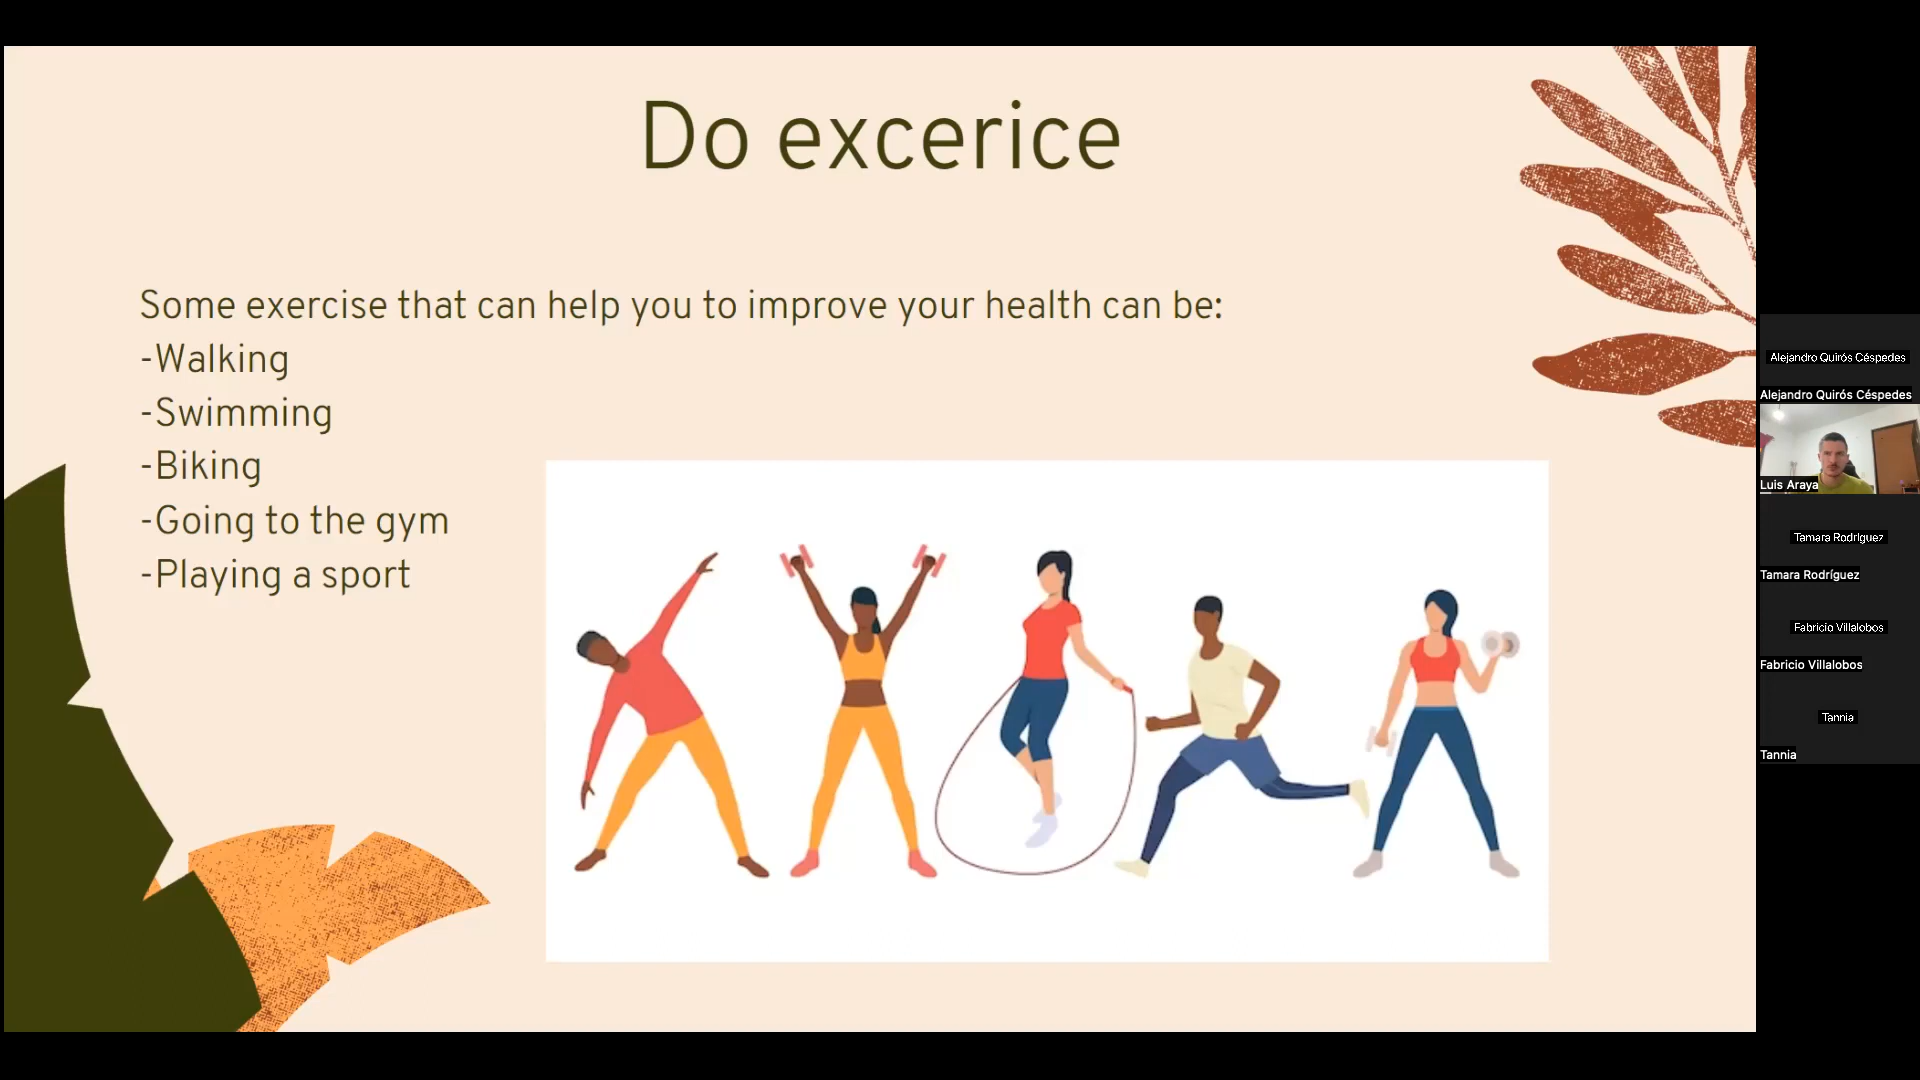 Do excerice
Some exercise that can help you to improve your health can be:
-Walking
-Swimming
-Biking
-Going to the gym
-Playing a sport
Alejandro Quirós Céspedes
Alejandro Quirós Céspedes
Luis Araya
Tamara Rodríguez
Tamara Rodríguez
Fabricio Villalobos
Fabricio Villalobos
Tannia
Tannia